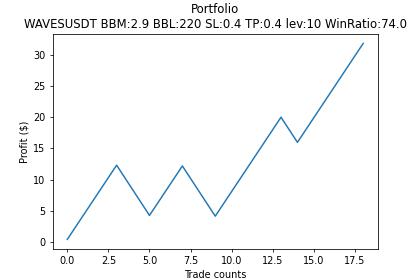 Portfolio
WAVESUSDT BBM:2.9 BBL:220 SL:0.4 TP:0.4 lev:10 WinRatio:74.0
30
25
20
15
10
5
0
Profit ($)
0.0 2.5 5.0 7.5 10.0 12.5 15.0 17.5
Trade counts